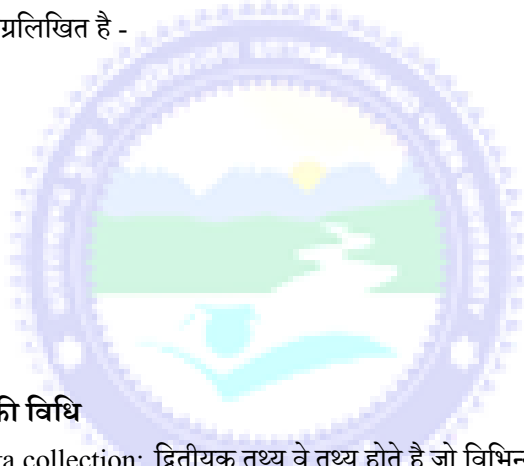 ग्रलिखित है -
की विधि
ta collection: द्वितीयक तथ्य वे तथ्य होते है जो विभिन्न